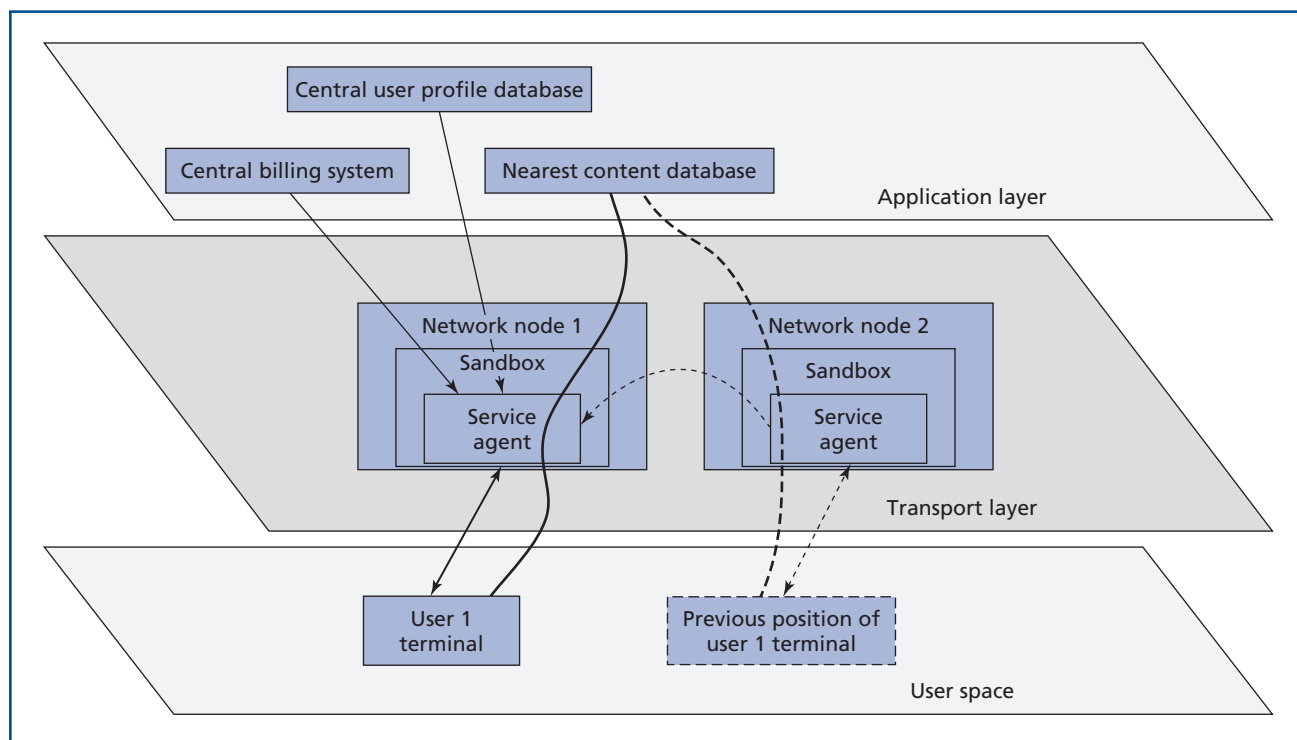 Central user profile database
Central billing system
Nearest content database
Application layer
Network node 1
Sandbox
Service
agent
Network node 2
Sandbox
Service
agent
Transport layer
User 1
terminal
Previous position of
user 1 terminal
User space